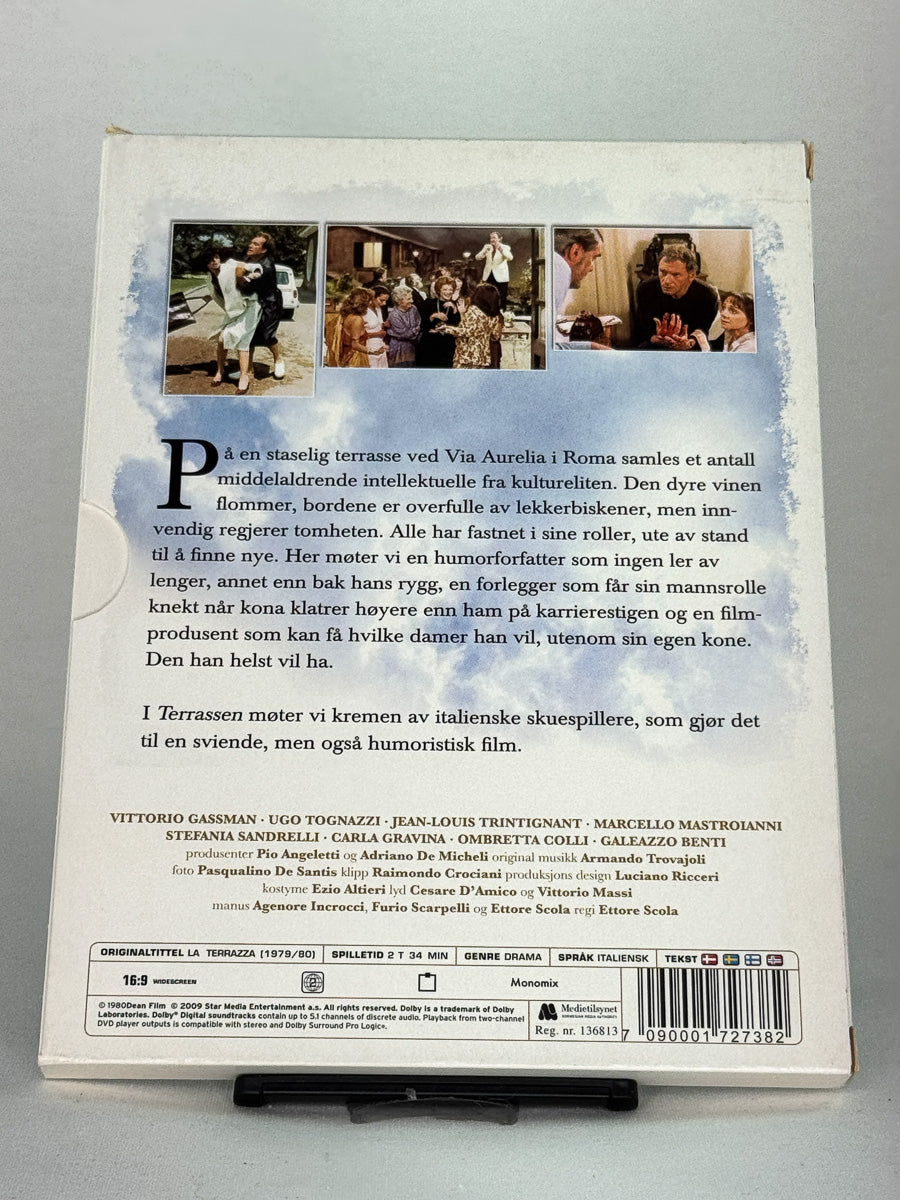 På en staselig terrasse ved Via Aurelia i Roma samles et antall
middelaldrende intellektuelle fra kultureliten. Den dyre vinen
flommer, bordene er overfulle av lekkerbiskener, men inn-
vendig regjerer tomheten. Alle har fastnet i sine roller, ute av stand
til å finne nye. Her møter vi en humorforfatter som ingen ler av
lenger, annet enn bak hans rygg, en forlegger som får sin mannsrolle
knekt når kona klatrer høyere enn ham på karrierestigen og en film-
produsent som kan få hvilke damer han vil, utenom sin egen kone.
Den han helst vil ha.
I Terrassen møter vi kremen av italienske skuespillere, som gjør det
til en sviende, men også humoristisk film.
VITTORIO GASSMAN · UGO TOGNAZZI · JEAN-LOUIS TRINTIGNANT · MARCELLO MASTROIANNI
STEFANIA SANDRELLI · CARLA GRAVINA · OMBRETTA COLLI · GALEAZZO BENTI
produsenter Pio Angeletti og Adriano De Micheli original musikk Armando Trovajoli
foto Pasqualino De Santis klipp Raimondo Crociani produksjons design Luciano Ricceri
kostyme Ezio Altieri lyd Cesare D'Amico og Vittorio Massi
manus Agenore Incrocci, Furio Scarpelli og Ettore Scola regi Ettore Scola
ORIGINALTITTEL LA TERRAZZA (1979/80) SPILLETID 2 T 34 MIN GENRE DRAMA SPRÅK ITALIENSK TEKST
16:9 WIDESCREEN 2 Monomix
© 1980Dean Film © 2009 Star Media Entertainment a.s. All rights reserved. Dolby is a trademark of Dolby
Laboratories. Dolby® Digital soundtracks contain up to 5.1 channels of discrete audio. Playback from two-channel
DVD player outputs is compatible with stereo and Dolby Surround Pro Logic®.
Medietilsynet
NORWEGIAN MEDIA AUTHORITY
Reg. nr. 136813
7 090001 727382